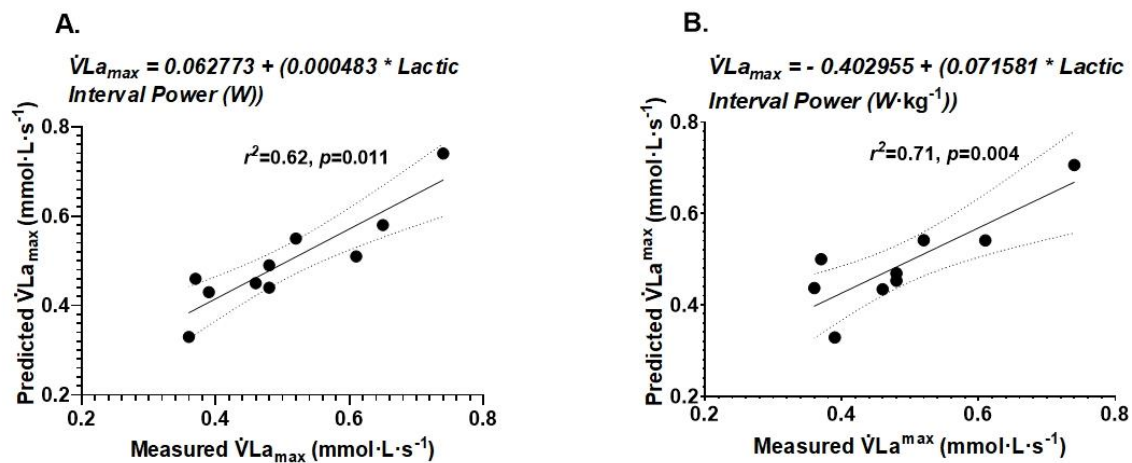 A.
V̇La_max = 0.062773 + (0.000483 * Lactic
Interval Power (W))
r²=0.62, p=0.011
0.8
0.6
0.4
0.2
Predicted V̇La_max (mmol·L·s⁻¹)
0.2 0.4 0.6 0.8
Measured V̇La_max (mmol·L·s⁻¹)
B.
V̇La_max = - 0.402955 + (0.071581 * Lactic
Interval Power (W·kg⁻¹))
r²=0.71, p=0.004
0.8
0.6
0.4
0.2
Predicted V̇La^max (mmol·L·s⁻¹)
0.2 0.4 0.6 0.8
Measured V̇La^max (mmol·L·s⁻¹)